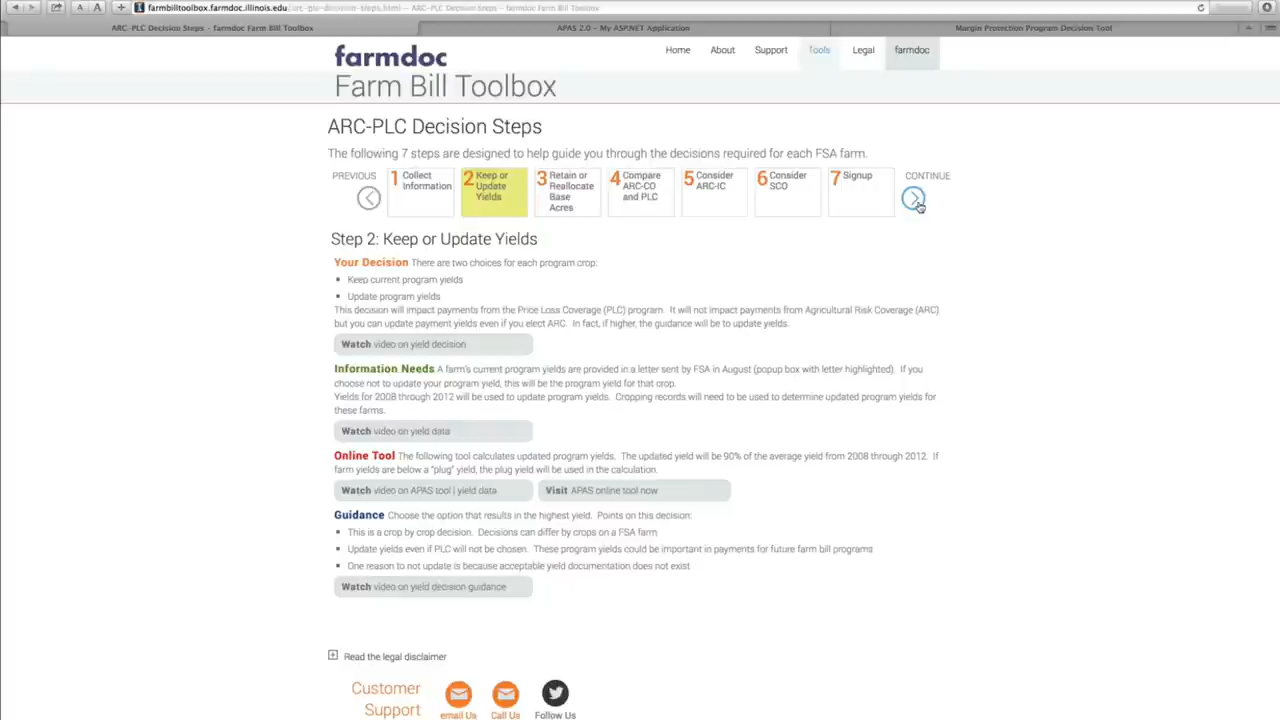 farmbilltoolbox.farmdoc.illinois.edu/arc-plc-decision-steps.html — ARC-PLC Decision Steps - farmdoc Farm Bill Toolbox
ARC-PLC Decision Steps - farmdoc Farm Bill Toolbox
APAS 2.0 - My ASP.NET Application
Margin Protection Program Decision Tool
farmdoc
Home About Support Tools Legal farmdoc
Farm Bill Toolbox
ARC-PLC Decision Steps
The following 7 steps are designed to help guide you through the decisions required for each FSA farm.
PREVIOUS
1 Collect
Information
2 Keep or
Update
Yields
3 Retain or
Reallocate
Base
Acres
4 Compare
ARC-CO
and PLC
5 Consider
ARC-IC
6 Consider
SCO
7 Signup
CONTINUE
Step 2: Keep or Update Yields
Your Decision There are two choices for each program crop:
Keep current program yields
Update program yields
This decision will impact payments from the Price Loss Coverage (PLC) program. It will not impact payments from Agricultural Risk Coverage (ARC)
but you can update payment yields even if you elect ARC. In fact, if higher, the guidance will be to update yields.
Watch video on yield decision
Information Needs A farm's current program yields are provided in a letter sent by FSA in August (popup box with letter highlighted). If you
choose not to update your program yield, this will be the program yield for that crop.
Yields for 2008 through 2012 will be used to update program yields. Cropping records will need to be used to determine updated program yields for
these farms.
Watch video on yield data
Online Tool The following tool calculates updated program yields. The updated yield will be 90% of the average yield from 2008 through 2012. If
farm yields are below a "plug" yield, the plug yield will be used in the calculation.
Watch video on APAS tool | yield data
Visit APAS online tool now
Guidance Choose the option that results in the highest yield. Points on this decision:
This is a crop by crop decision. Decisions can differ by crops on a FSA farm
Update yields even if PLC will not be chosen. These program yields could be important in payments for future farm bill programs
One reason to not update is because acceptable yield documentation does not exist
Watch video on yield decision guidance
Read the legal disclaimer
Customer
Support
email Us
Call Us
Follow Us